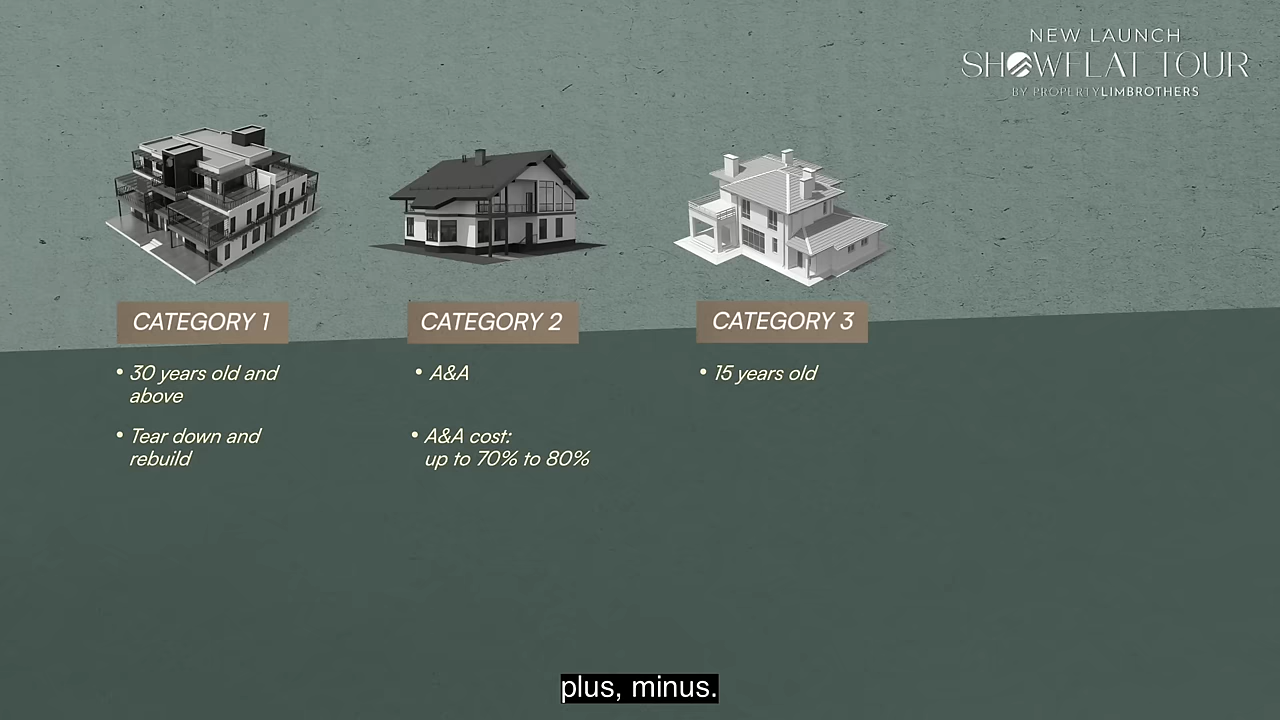 NEW LAUNCH
SHOWFLAT TOUR
BY PROPERTYLIMBROTHERS
CATEGORY 1
• 30 years old and
above
• Tear down and
rebuild
CATEGORY 2
• A&A
• A&A cost:
up to 70% to 80%
CATEGORY 3
• 15 years old
plus, minus.